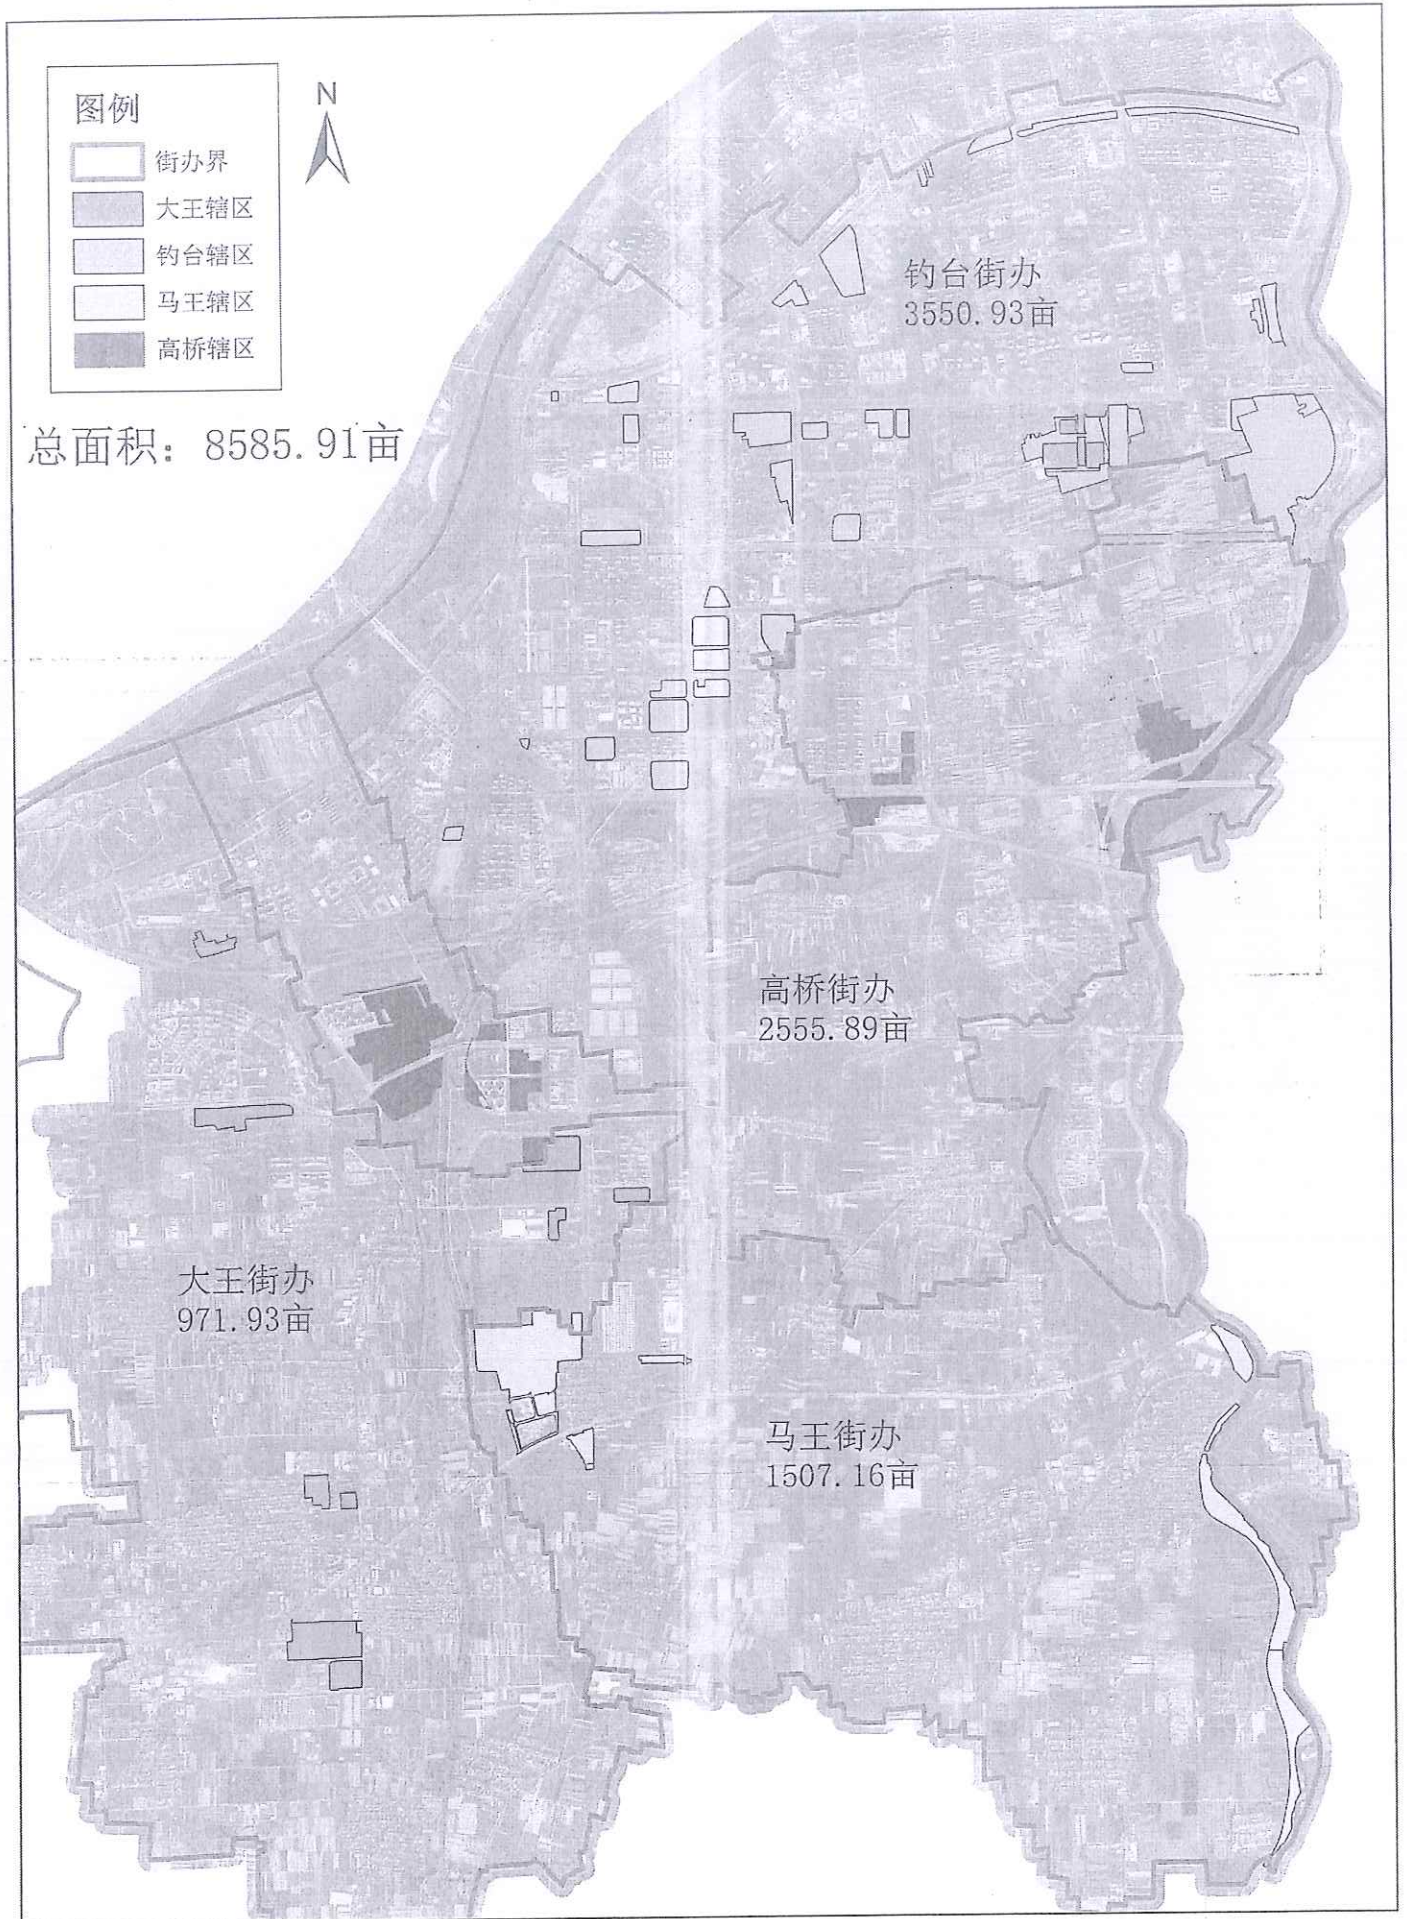 N
图例
街办界
大王辖区
钓台辖区
马王辖区
高桥辖区
总面积：8585.91亩
钓台街办
3550.93亩
高桥街办
2555.89亩
大王街办
971.93亩
马王街办
1507.16亩